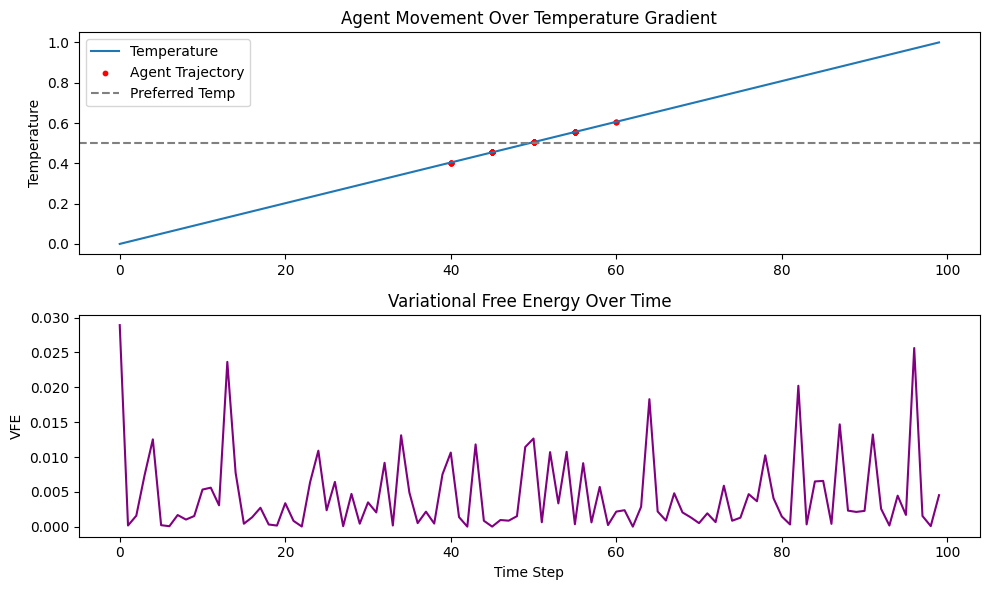 Agent Movement Over Temperature Gradient
Temperature
Agent Trajectory
Preferred Temp
Temperature
1.0
0.8
0.6
0.4
0.2
0.0
0 20 40 60 80 100
Variational Free Energy Over Time
VFE
0.030
0.025
0.020
0.015
0.010
0.005
0.000
0 20 40 60 80 100
Time Step